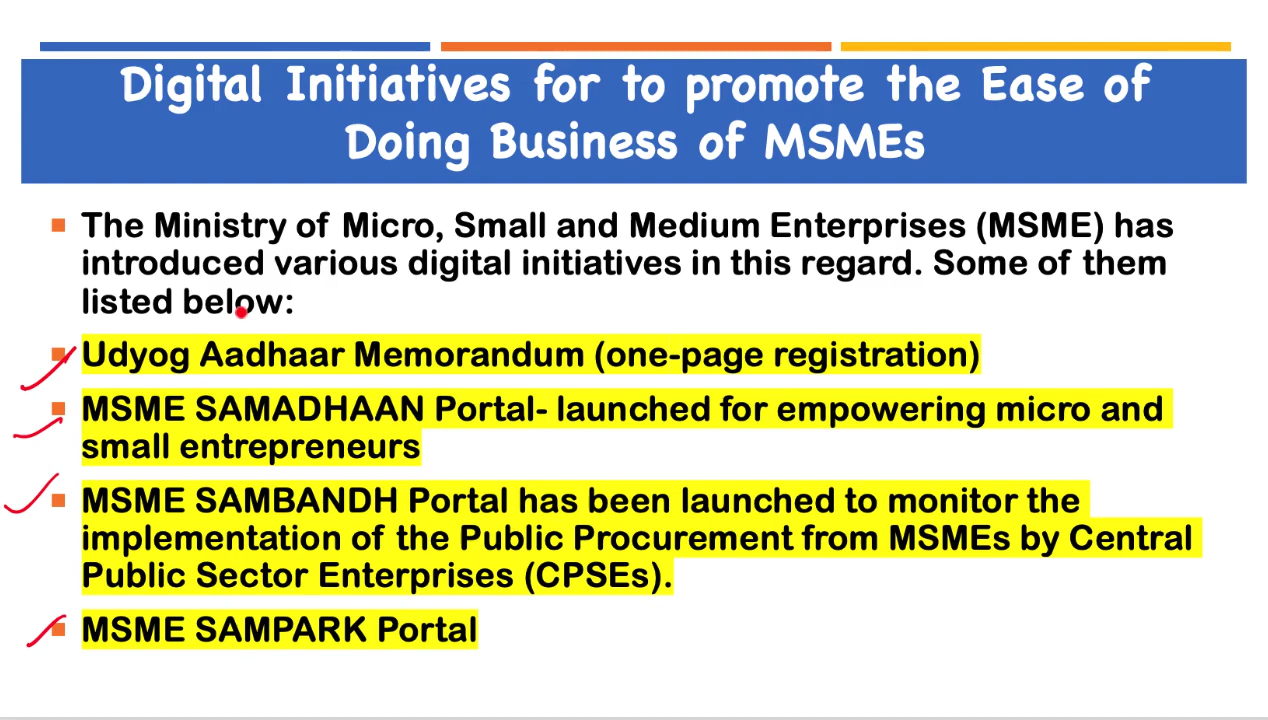 Digital Initiatives for to promote the Ease of
Doing Business of MSMEs
The Ministry of Micro, Small and Medium Enterprises (MSME) has
introduced various digital initiatives in this regard. Some of them
listed below:
Udyog Aadhaar Memorandum (one-page registration)
MSME SAMADHAAN Portal- launched for empowering micro and
small entrepreneurs
MSME SAMBANDH Portal has been launched to monitor the
implementation of the Public Procurement from MSMEs by Central
Public Sector Enterprises (CPSEs).
MSME SAMPARK Portal